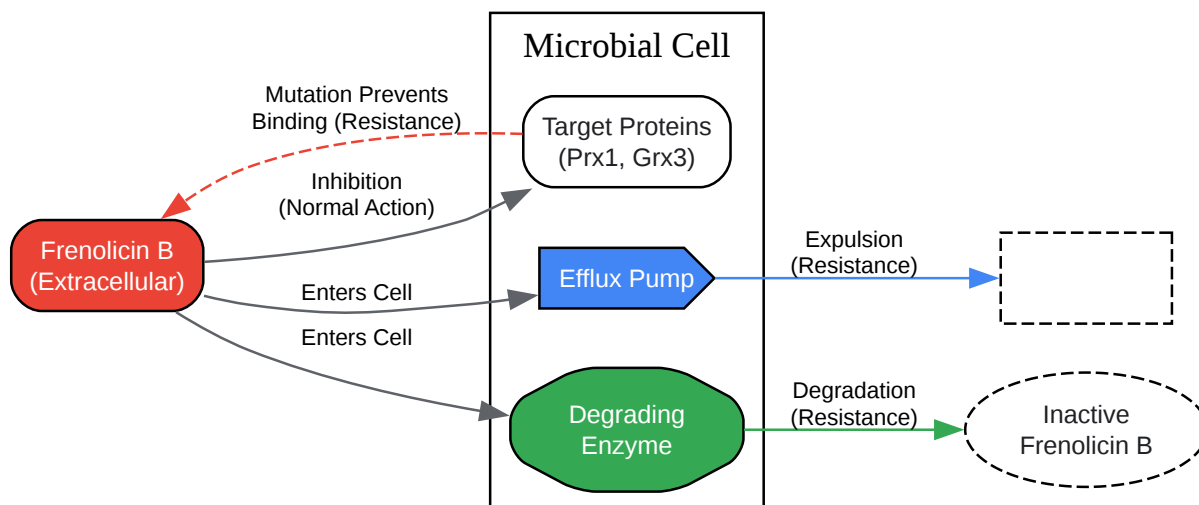 Microbial Cell
Mutation Prevents
Binding (Resistance)
Target Proteins
(Prx1, Grx3)
Inhibition
(Normal Action)
Frenolicin B
(Extracellular)
Enters Cell
Efflux Pump
Expulsion
(Resistance)
Enters Cell
Degrading
Enzyme
Degradation
(Resistance)
Inactive
Frenolicin B